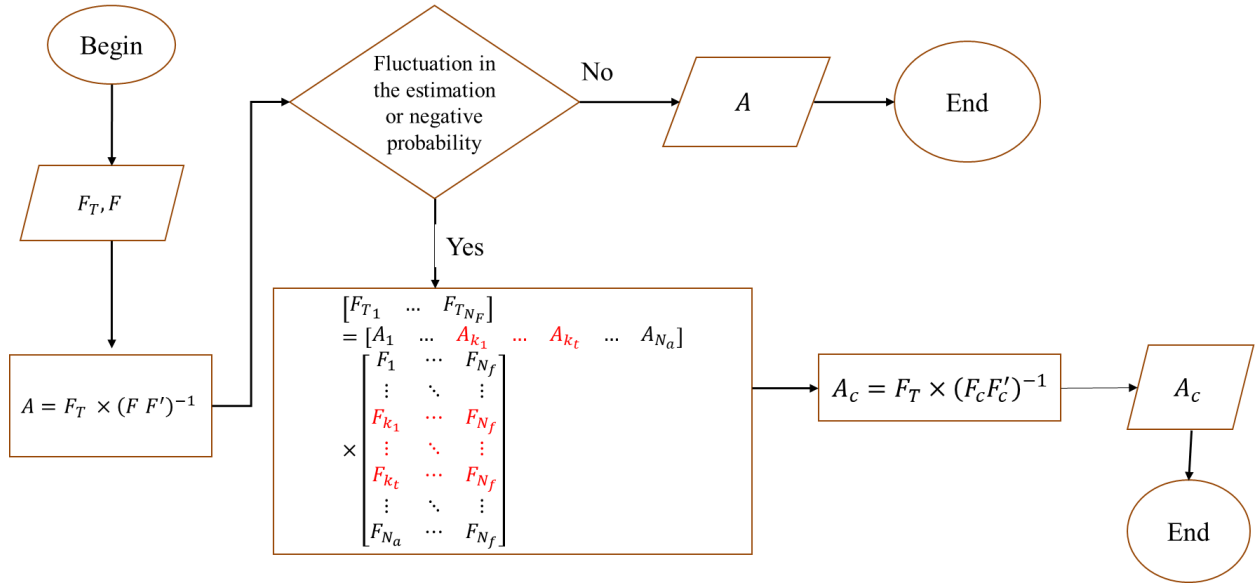 Begin
F_T, F
A = F_T × (F F′)^{−1}
Fluctuation in
the estimation
or negative
probability
No
A
End
Yes
[F_{T_1} … F_{T_{N_F}}]
= [A_1 … A_{k_1} … A_{k_t} … A_{N_a}]
F_1 ⋯ F_{N_f}
⋮ ⋱ ⋮
F_{k_1} ⋯ F_{N_f}
× ⋮ ⋱ ⋮
F_{k_t} ⋯ F_{N_f}
⋮ ⋱ ⋮
F_{N_a} ⋯ F_{N_f}
A_c = F_T × (F_c F_c′)^{−1}
A_c
End